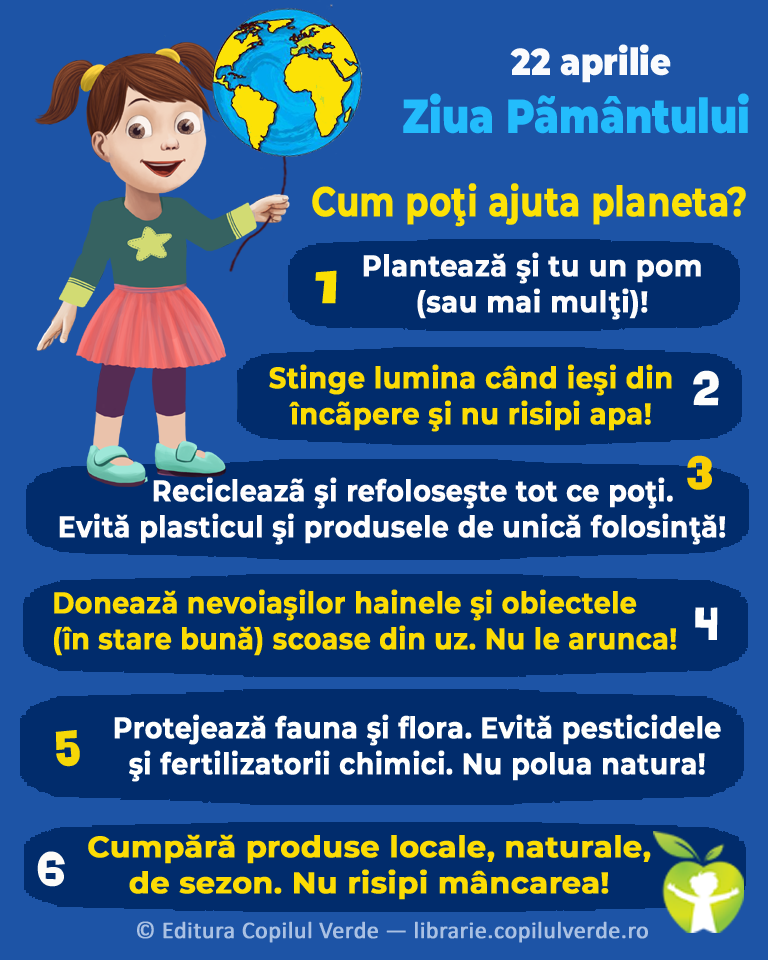 22 aprilie
Ziua Pãmântului
Cum poţi ajuta planeta?
1
Plantează şi tu un pom
(sau mai mulţi)!
Stinge lumina când ieşi din
încãpere şi nu risipi apa!
2
3
Recicleazã şi refoloseşte tot ce poţi.
Evită plasticul şi produsele de unică folosinţă!
Donează nevoiaşilor hainele şi obiectele
(în stare bună) scoase din uz. Nu le arunca!
4
5
Protejează fauna şi flora. Evită pesticidele
şi fertilizatorii chimici. Nu polua natura!
6
Cumpără produse locale, naturale,
de sezon. Nu risipi mâncarea!
© Editura Copilul Verde — librarie.copilulverde.ro